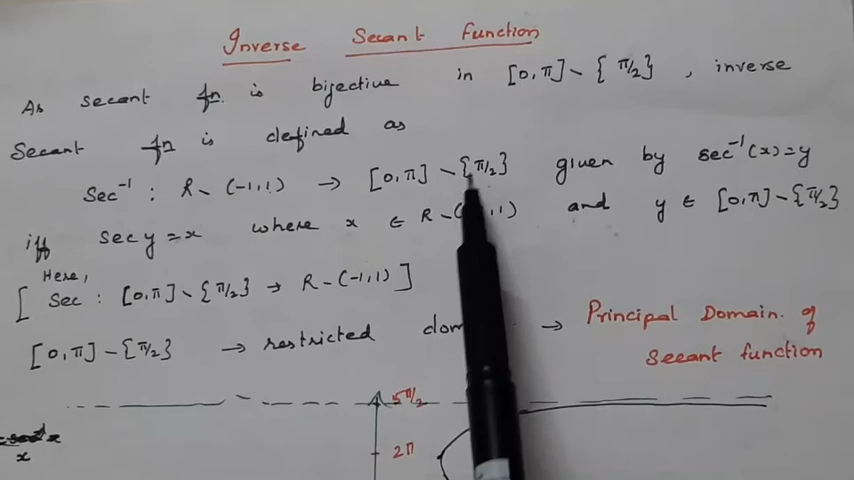 Inverse Secant Function
As secant fn is bijective in [0,π] ~ {π/2}, inverse
Secant fn is defined as
Sec⁻¹ : R ~ (-1,1) → [0,π] ~ {π/2} given by sec⁻¹(x)=y
iff sec y = x where x ∈ R ~ ( ,1) and y ∈ [0,π] ~ {π/2}
Here,
[ Sec : [0,π] ~ {π/2} → R - (-1,1) ]
[0,π] - {π/2} → restricted → Principal Domain of
secant function
5π/2
2π
x